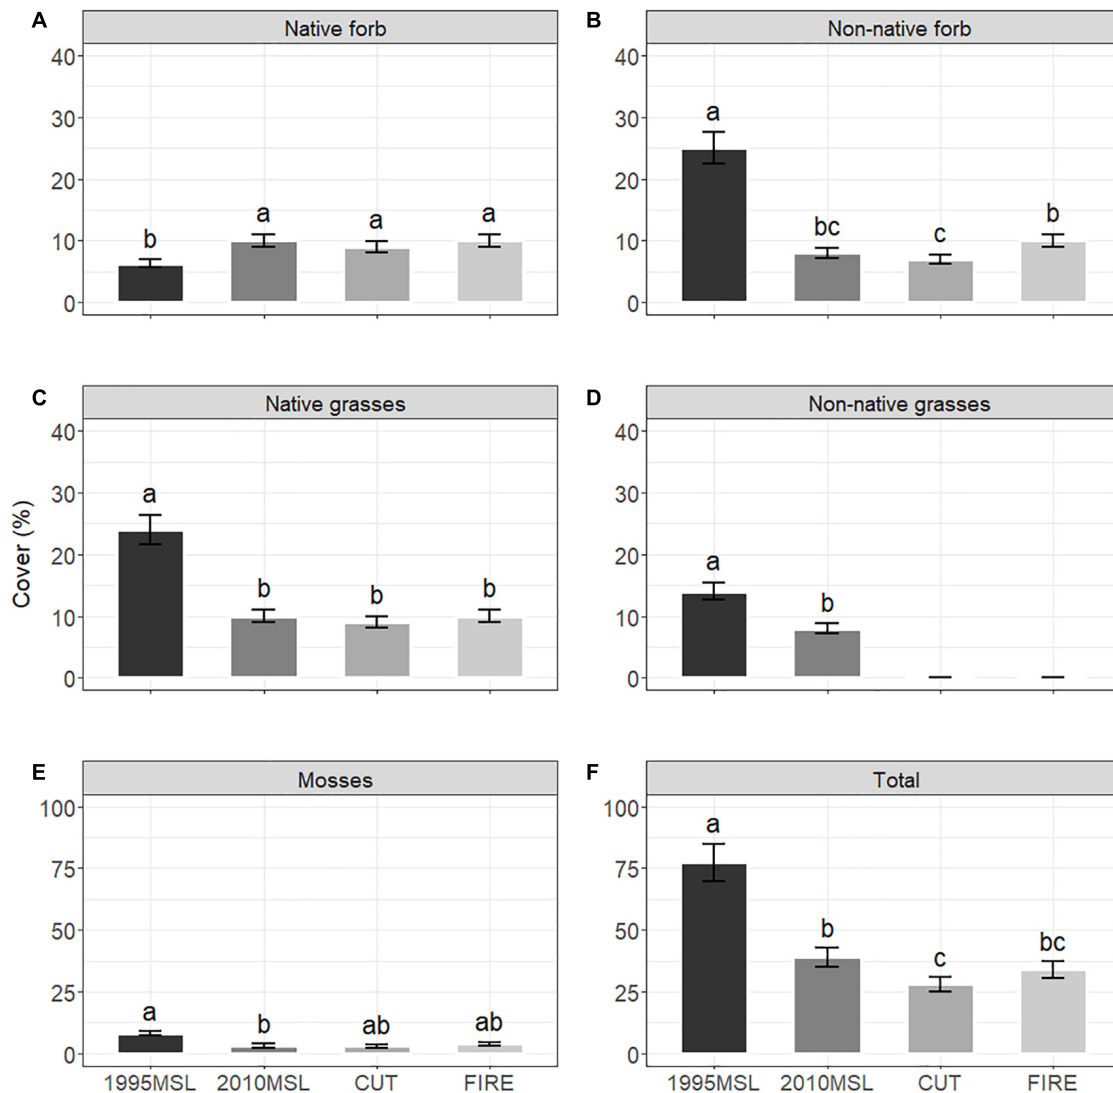 A
Native forb
40
30
20
10
0
b
a
a
a
B
Non-native forb
40
30
20
10
0
a
bc
c
b
C
Native grasses
40
30
20
10
0
a
b
b
b
D
Non-native grasses
40
30
20
10
0
a
b
Cover (%)
E
Mosses
100
75
50
25
0
a
b
ab
ab
1995MSL 2010MSL CUT FIRE
F
Total
100
75
50
25
0
a
b
c
bc
1995MSL 2010MSL CUT FIRE